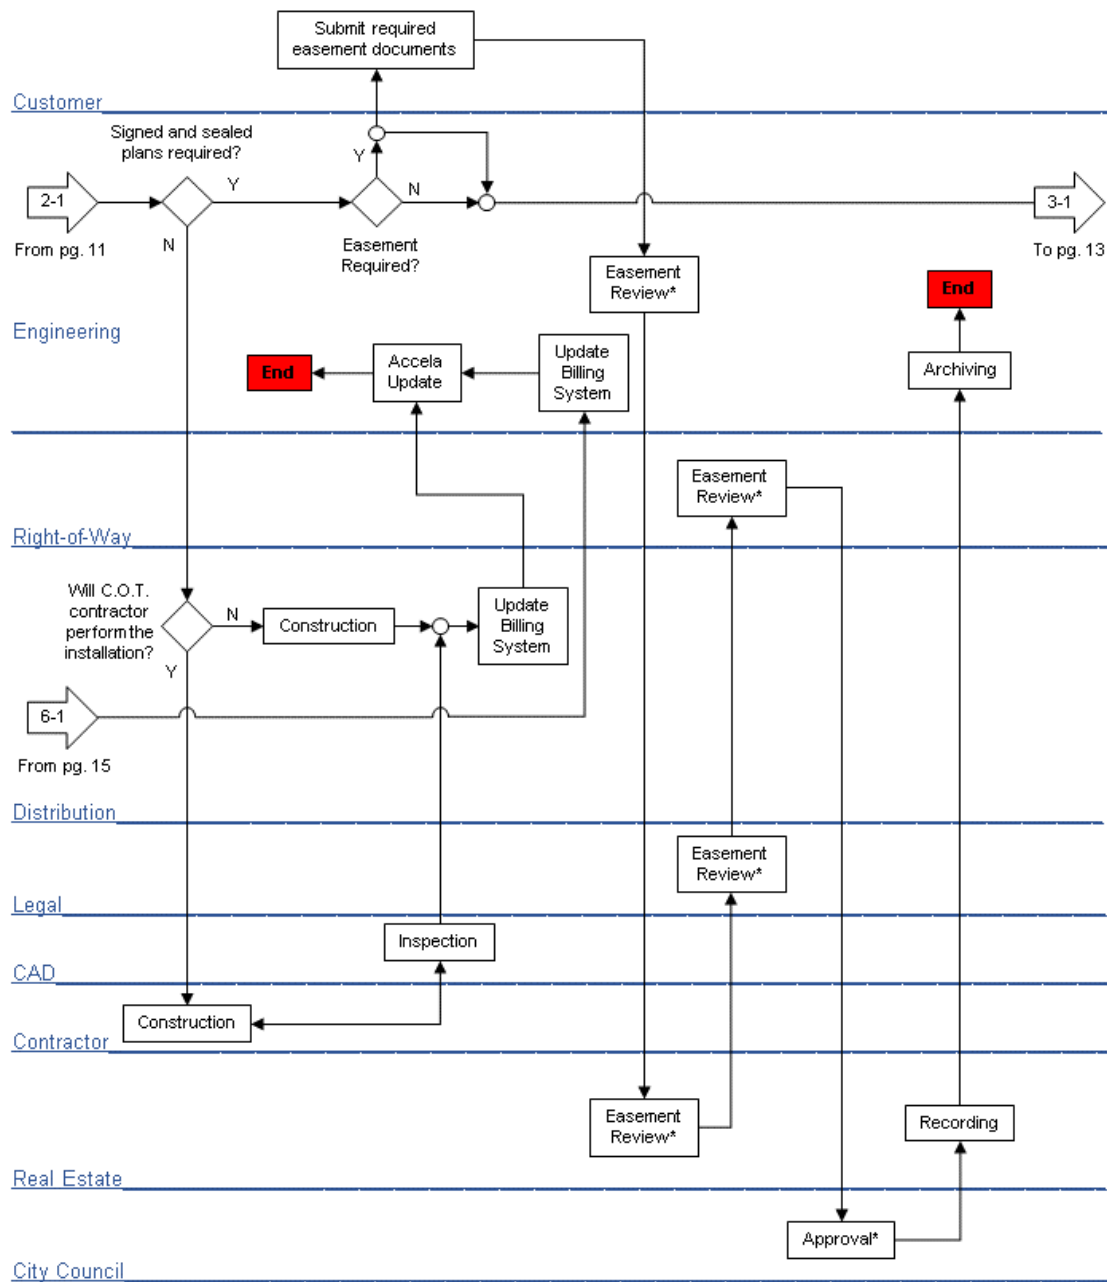 Submit required
easement documents
Customer
Signed and sealed
plans required?
Y
Y
N
2-1
3-1
N
From pg. 11
Easement
Required?
To pg. 13
Easement
Review*
End
Engineering
End
Accela
Update
Update
Billing
System
Archiving
Easement
Review*
Right-of-Way
Will C.O.T.
contractor
perform the
installation?
N
Construction
Update
Billing
System
Y
6-1
From pg. 15
Distribution
Easement
Review*
Legal
Inspection
CAD
Construction
Contractor
Easement
Review*
Recording
Real Estate
Approval*
City Council